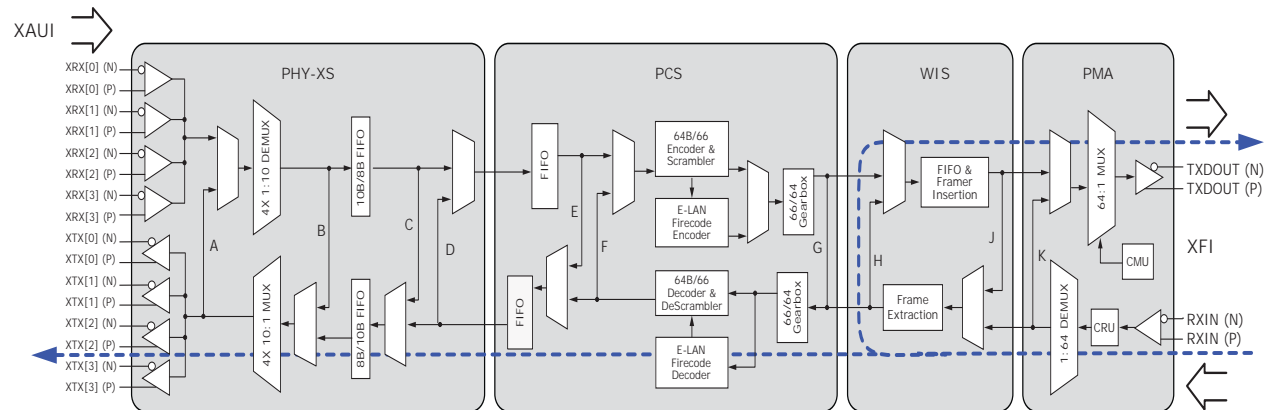 XAUI
PHY-XS
PCS
WIS
PMA
XRX[0] (N)
XRX[0] (P)
XRX[1] (N)
XRX[1] (P)
XRX[2] (N)
XRX[2] (P)
XRX[3] (N)
XRX[3] (P)
XTX[0] (N)
XTX[0] (P)
XTX[1] (N)
XTX[1] (P)
XTX[2] (N)
XTX[2] (P)
XTX[3] (N)
XTX[3] (P)
A
4X 1:10 DEMUX
4X 10:1 MUX
B
10B/8B FIFO
8B/10B FIFO
C
D
FIFO
FIFO
E
F
64B/66
Encoder &
Scrambler
E-LAN
Firecode
Encoder
64B/66
Decoder &
DeScrambler
E-LAN
Firecode
Decoder
66/64
Gearbox
66/64
Gearbox
G
H
FIFO &
Framer
Insertion
Frame
Extraction
J
K
64:1 MUX
1:64 DEMUX
CMU
CRU
TXDOUT (N)
TXDOUT (P)
XFI
RXIN (N)
RXIN (P)